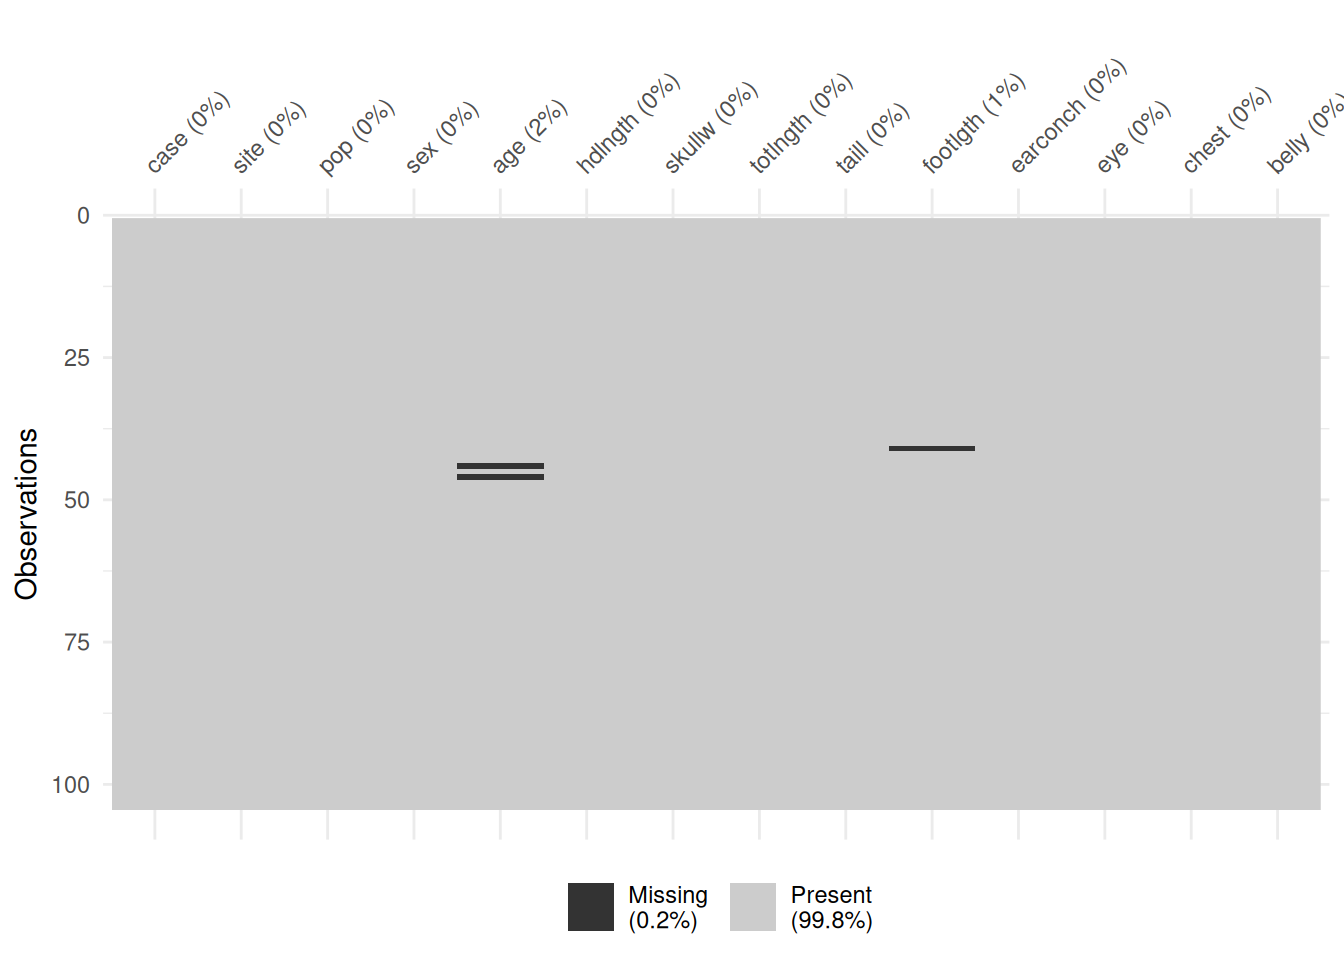 case (0%)
site (0%)
pop (0%)
sex (0%)
age (2%)
hdlngth (0%)
skullw (0%)
totlngth (0%)
taill (0%)
footlgth (1%)
earconch (0%)
eye (0%)
chest (0%)
belly (0%
0
25
50
75
100
Observations
Missing
(0.2%)
Present
(99.8%)